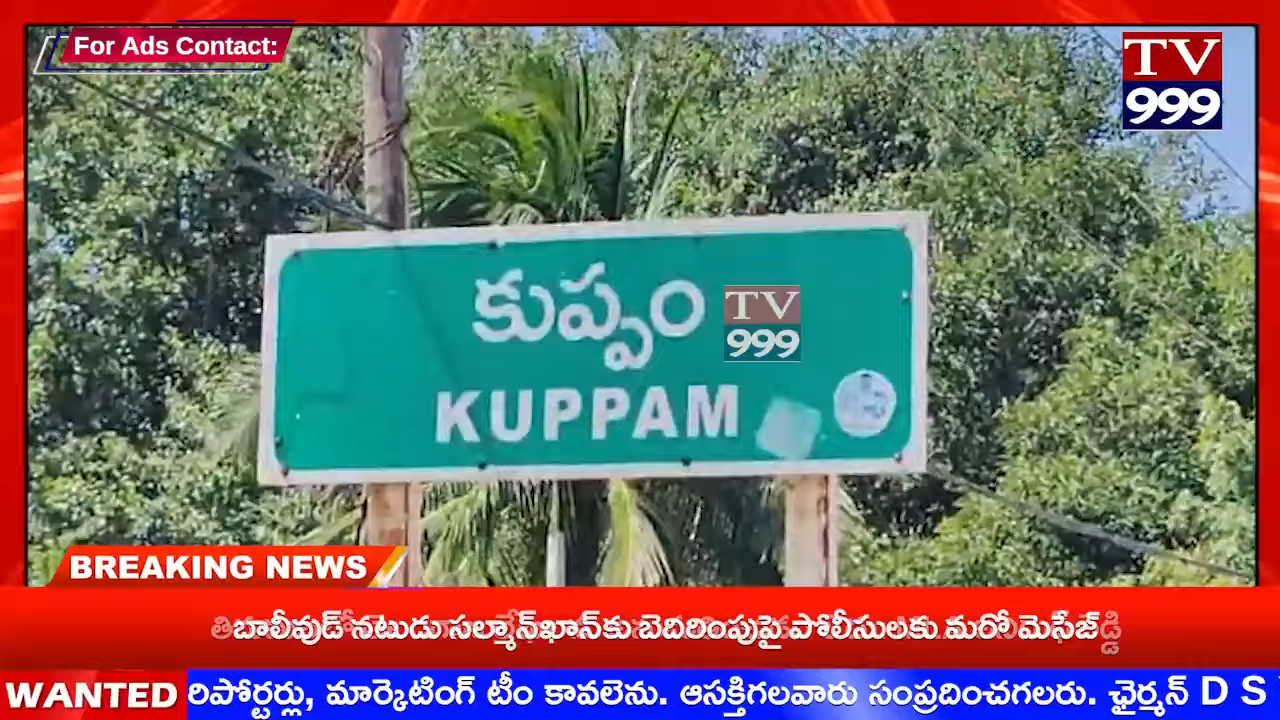 For Ads Contact:
TV
999
కుప్పం
TV
999
KUPPAM
BREAKING NEWS
బాలీవుడ్ నటుడు సల్మాన్‌ఖాన్‌కు బెదిరింపుపై పోలీసులకు మరో మెసేజ్
WANTED రిపోర్టర్లు, మార్కెటింగ్ టీం కావలెను. ఆసక్తిగలవారు సంప్రదించగలరు. ఛైర్మన్ D S